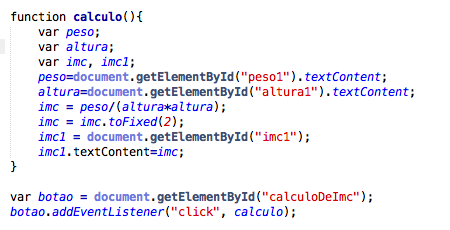 function calculo(){
    var peso;
    var altura;
    var imc, imc1;
    peso=document.getElementById("peso1").textContent;
    altura=document.getElementById("altura1").textContent;
    imc = peso/(altura*altura);
    imc = imc.toFixed(2);
    imc1 = document.getElementById("imc1");
    imc1.textContent=imc;
}

var botao = document.getElementById("calculoDeImc");
botao.addEventListener("click", calculo);